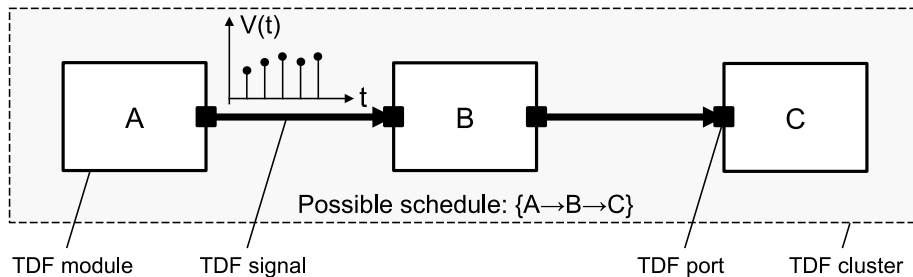 V(t)
t
A
B
C
Possible schedule: {A→B→C}
TDF module
TDF signal
TDF port
TDF cluster